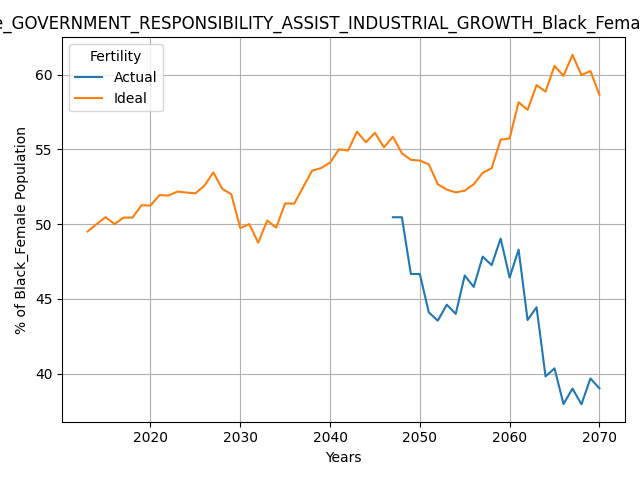 e_GOVERNMENT_RESPONSIBILITY_ASSIST_INDUSTRIAL_GROWTH_Black_Fema
Fertility
Actual
Ideal
% of Black_Female Population
60
55
50
45
40
2020
2030
2040
2050
2060
2070
Years